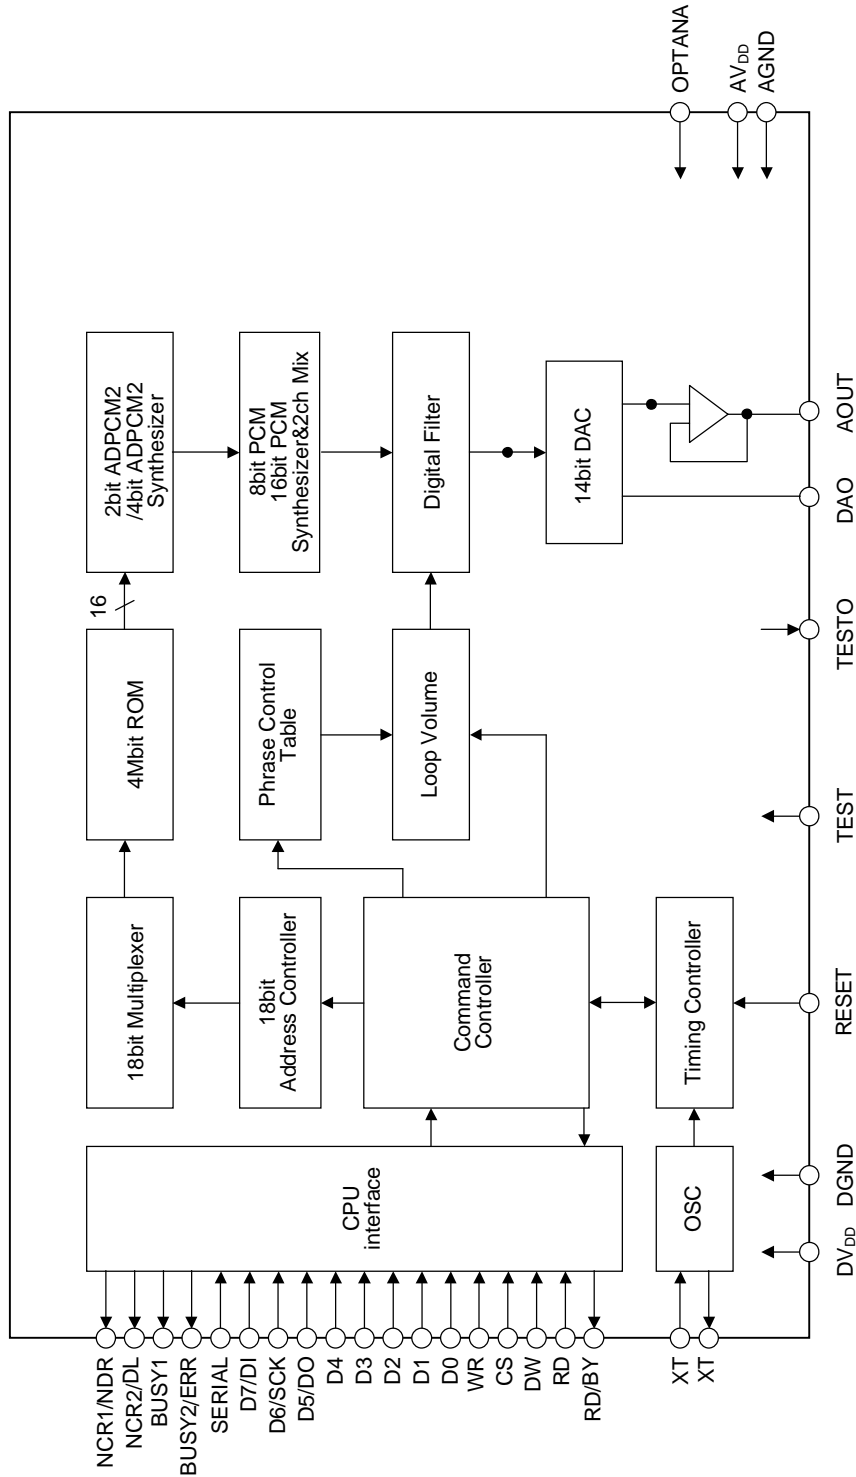 NCR1/NDR
NCR2/DL
BUSY1
BUSY2/ERR
SERIAL
D7/DI
D6/SCK
D5/DO
D4
D3
D2
D1
D0
WR
CS
DW
RD
RD/BY
XT
XT
CPU
interface
OSC
18bit Multiplexer
18bit
Address Controller
Command
Controller
Timing Controller
4Mbit ROM
Phrase Control
Table
Loop Volume
16
2bit ADPCM2
/4bit ADPCM2
Synthesizer
8bit PCM
16bit PCM
Synthesizer&2ch Mix
Digital Filter
14bit DAC
DVDD
DGND
RESET
TEST
TESTO
DAO
AOUT
OPTANA
AVDD
AGND